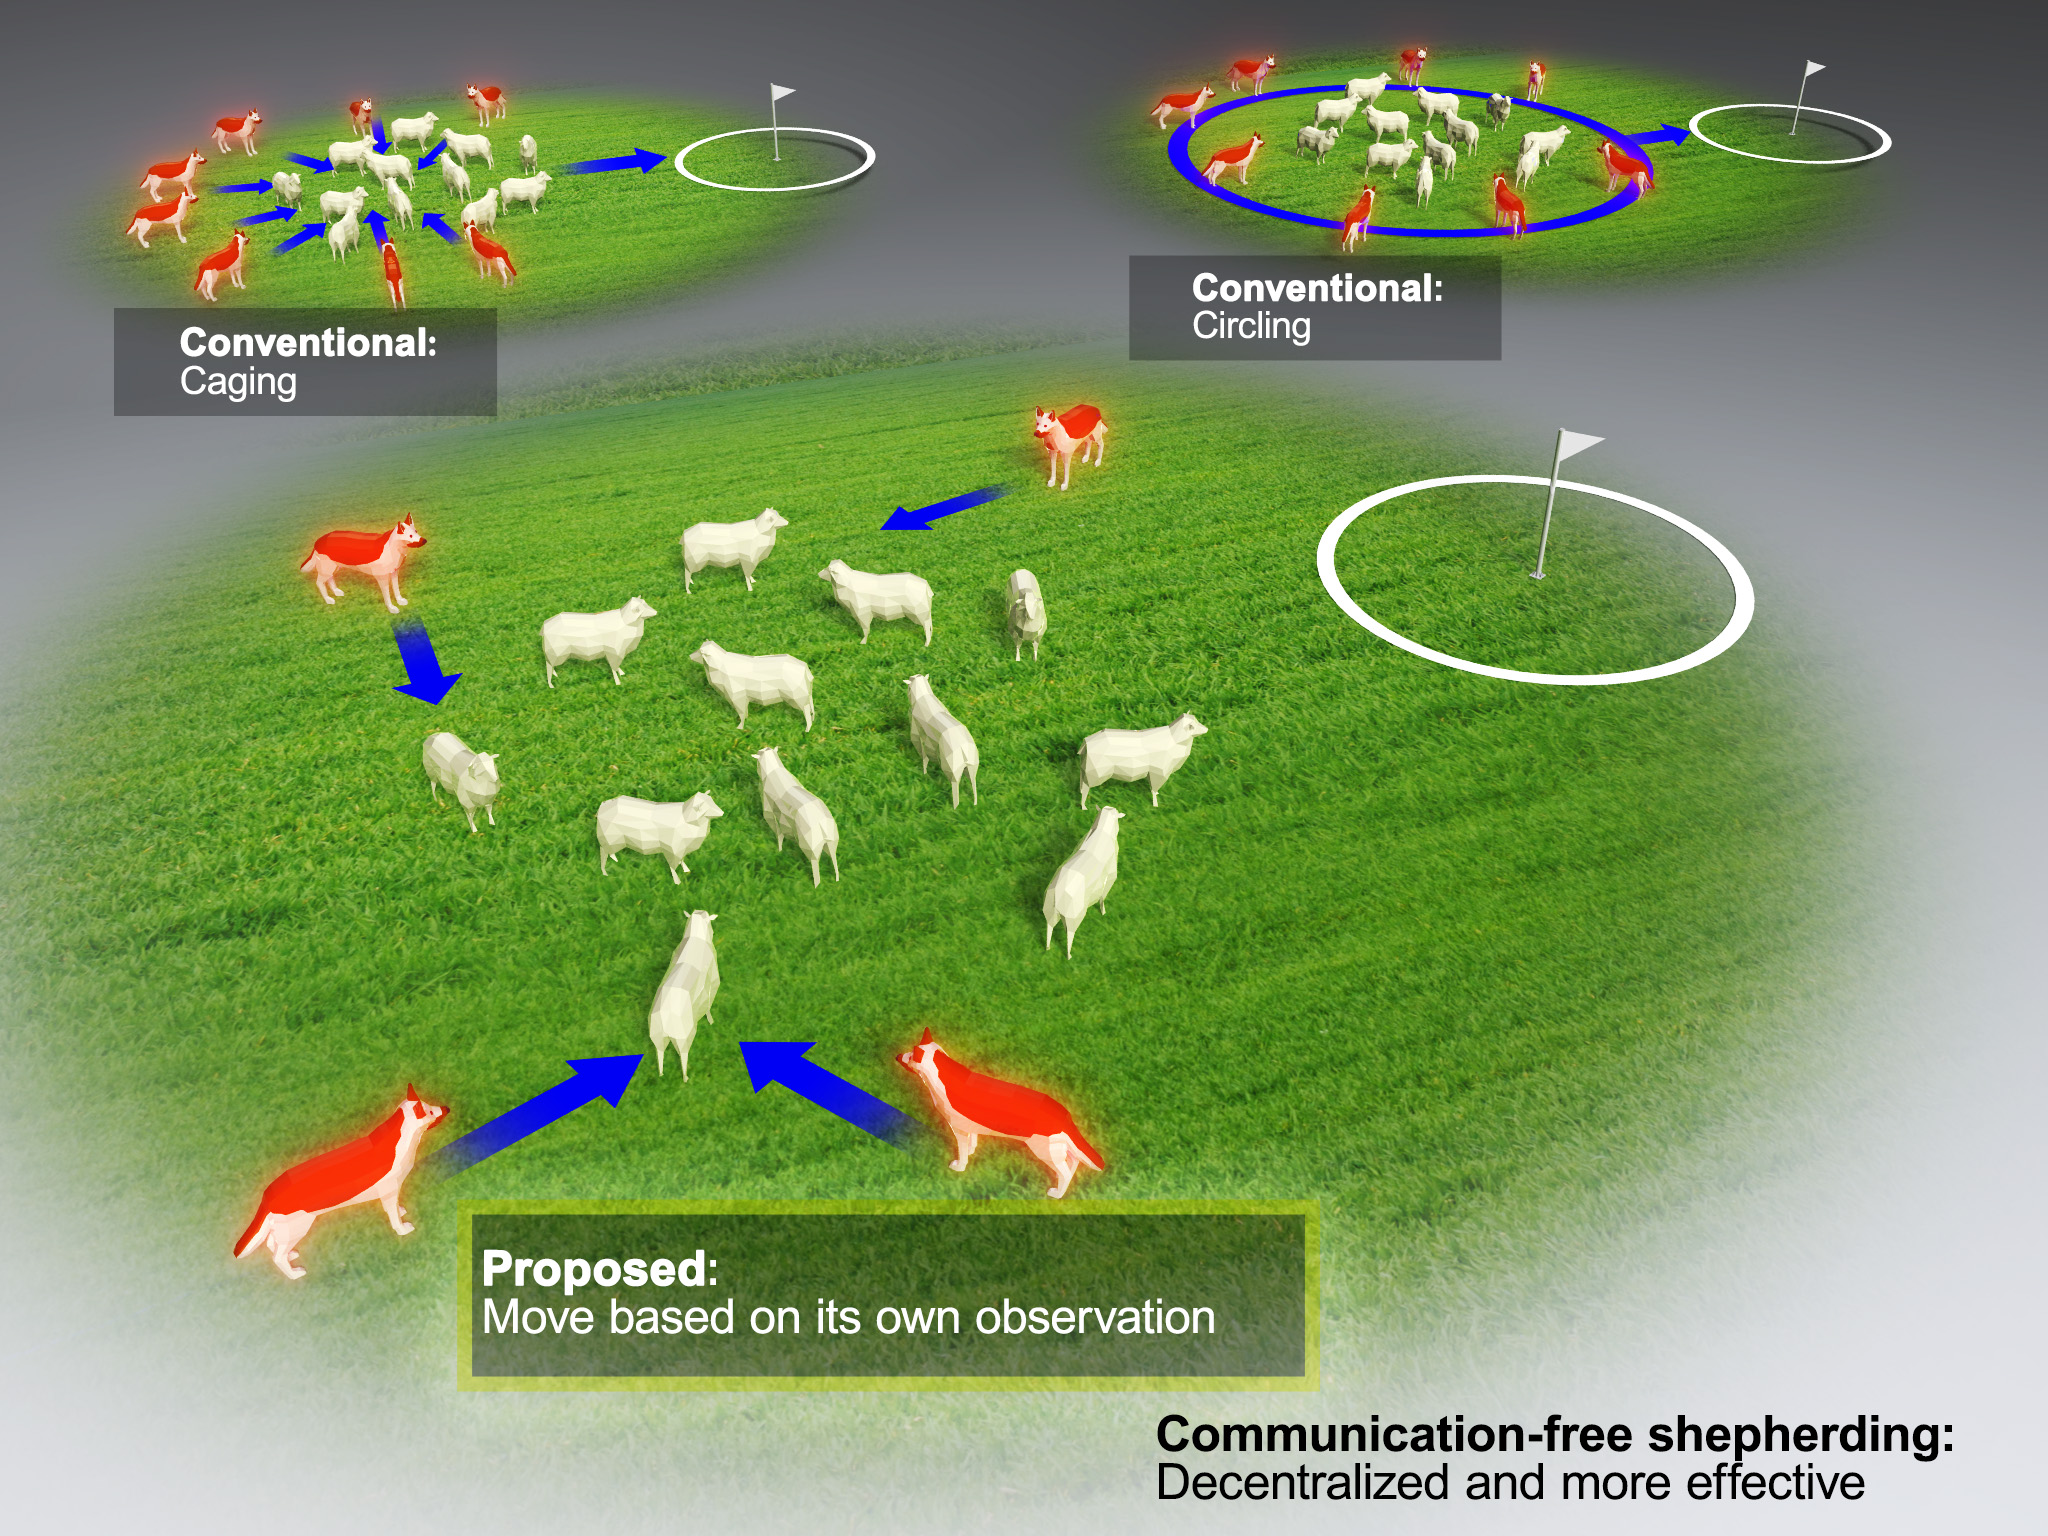 Conventional:
Caging
Conventional:
Circling
Proposed:
Move based on its own observation
Communication-free shepherding:
Decentralized and more effective